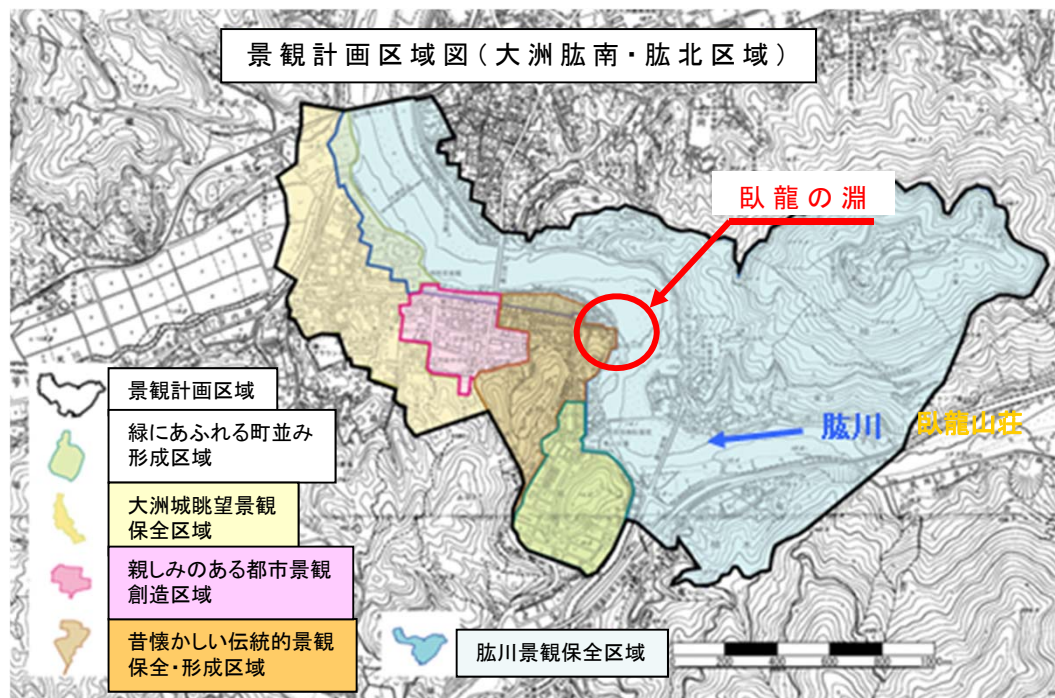 景観計画区域図(大洲肱南・肱北区域)
臥龍の淵
肱川
臥龍山荘
景観計画区域
緑にあふれる町並み
形成区域
大洲城眺望景観
保全区域
親しみのある都市景観
創造区域
昔懐かしい伝統的景観
保全・形成区域
肱川景観保全区域
200 400 600 800